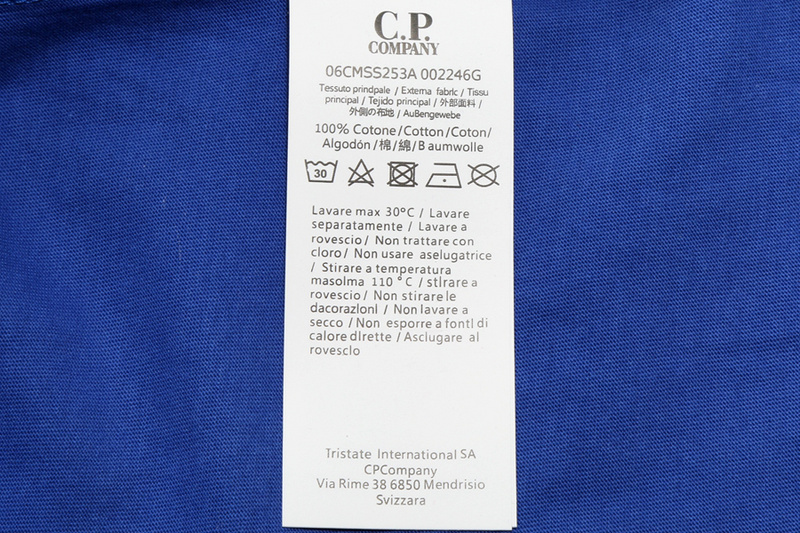 C.P.
COMPANY
06CMSS253A 002246G
Tessuto princlpale / Externa fabrlc / Tissu
principal / Tejido principal / 外部面料 /
外侧の布地 / AuBengewebe
100% Cotone/Cotton/Coton/
Algodón /棉/綿/B aumwolle
30
Lavare max 30°C / Lavare
separatamente / Lavare a
rovescio/ Non trattare con
cloro/ Non usare aselugatrice
/ Stirare a temperatura
masolma 110°C / stlrare a
rovescio/ Non stirare le
dacorazlonl / Non lavare a
secco / Non esporre a fontl di
calore dlrette / Asclugare al
rovesclo
Tristate International SA
CPCompany
Via Rime 38 6850 Mendrisio
Svizzara